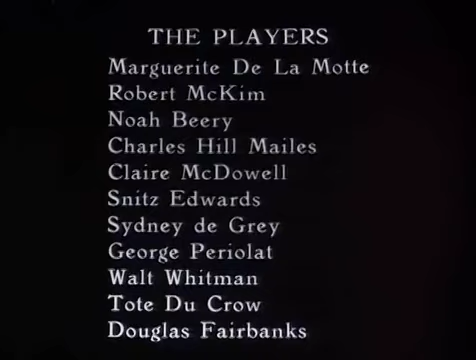 THE PLAYERS
Marguerite De La Motte
Robert McKim
Noah Beery
Charles Hill Mailes
Claire McDowell
Snitz Edwards
Sydney de Grey
George Periolat
Walt Whitman
Tote Du Crow
Douglas Fairbanks